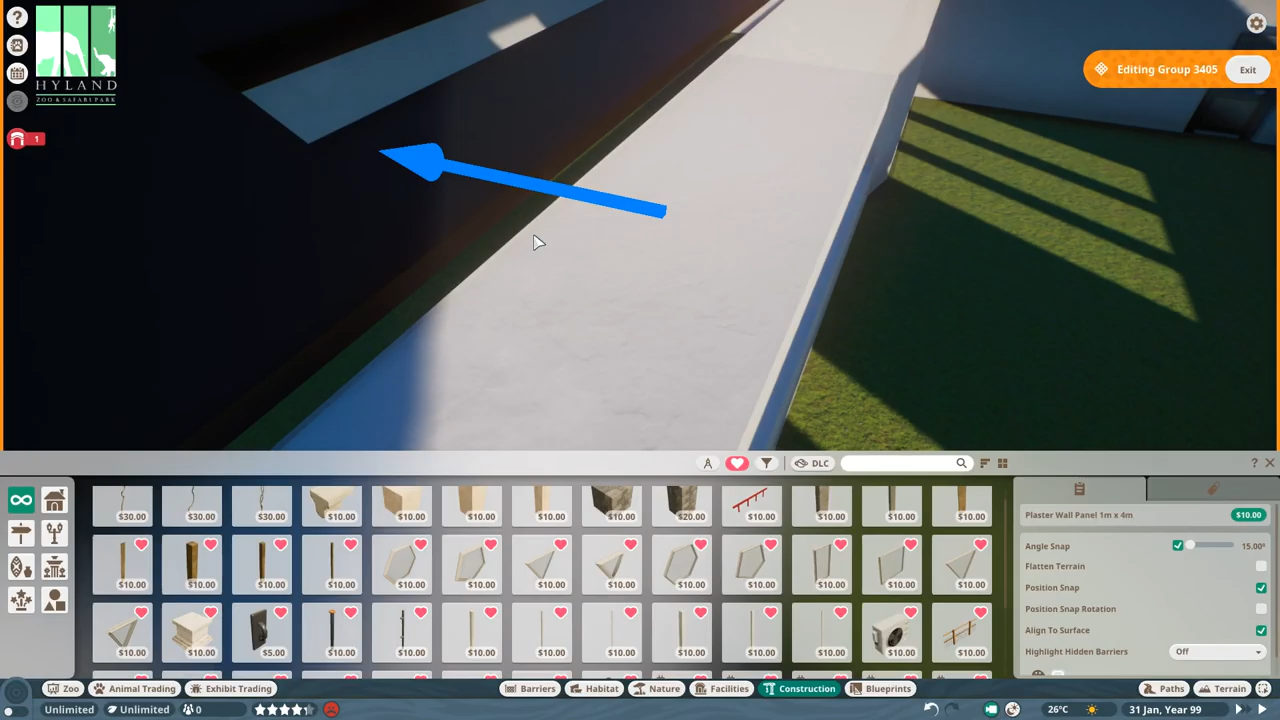 ?
HYLAND
ZOO & SAFARI PARK
1
Editing Group 3405
Exit
DLC
? ×
$30.00 $30.00 $30.00 $10.00 $10.00 $10.00 $10.00 $10.00 $20.00 $10.00 $10.00 $10.00 $10.00
$10.00 $10.00 $10.00 $10.00 $10.00 $10.00 $10.00 $10.00 $10.00 $10.00 $10.00 $10.00 $10.00
$10.00 $10.00 $5.00 $10.00 $10.00 $10.00 $10.00 $10.00 $10.00 $10.00 $10.00 $10.00 $10.00
Plaster Wall Panel 1m x 4m $10.00
Angle Snap 15.00°
Flatten Terrain
Position Snap
Position Snap Rotation
Align To Surface
Highlight Hidden Barriers Off
Zoo Animal Trading Exhibit Trading Barriers Habitat Nature Facilities Construction Blueprints Paths Terrain
Unlimited Unlimited 0 26°C 31 Jan, Year 99